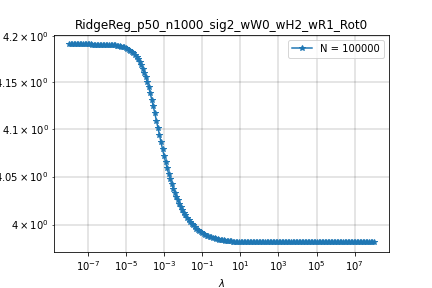 RidgeReg_p50_n1000_sig2_wW0_wH2_wR1_Rot0
4.2 × 10⁰
N = 100000
4.15 × 10⁰
4.1 × 10⁰
4.05 × 10⁰
4 × 10⁰
10⁻⁷ 10⁻⁵ 10⁻³ 10⁻¹ 10¹ 10³ 10⁵ 10⁷
λ